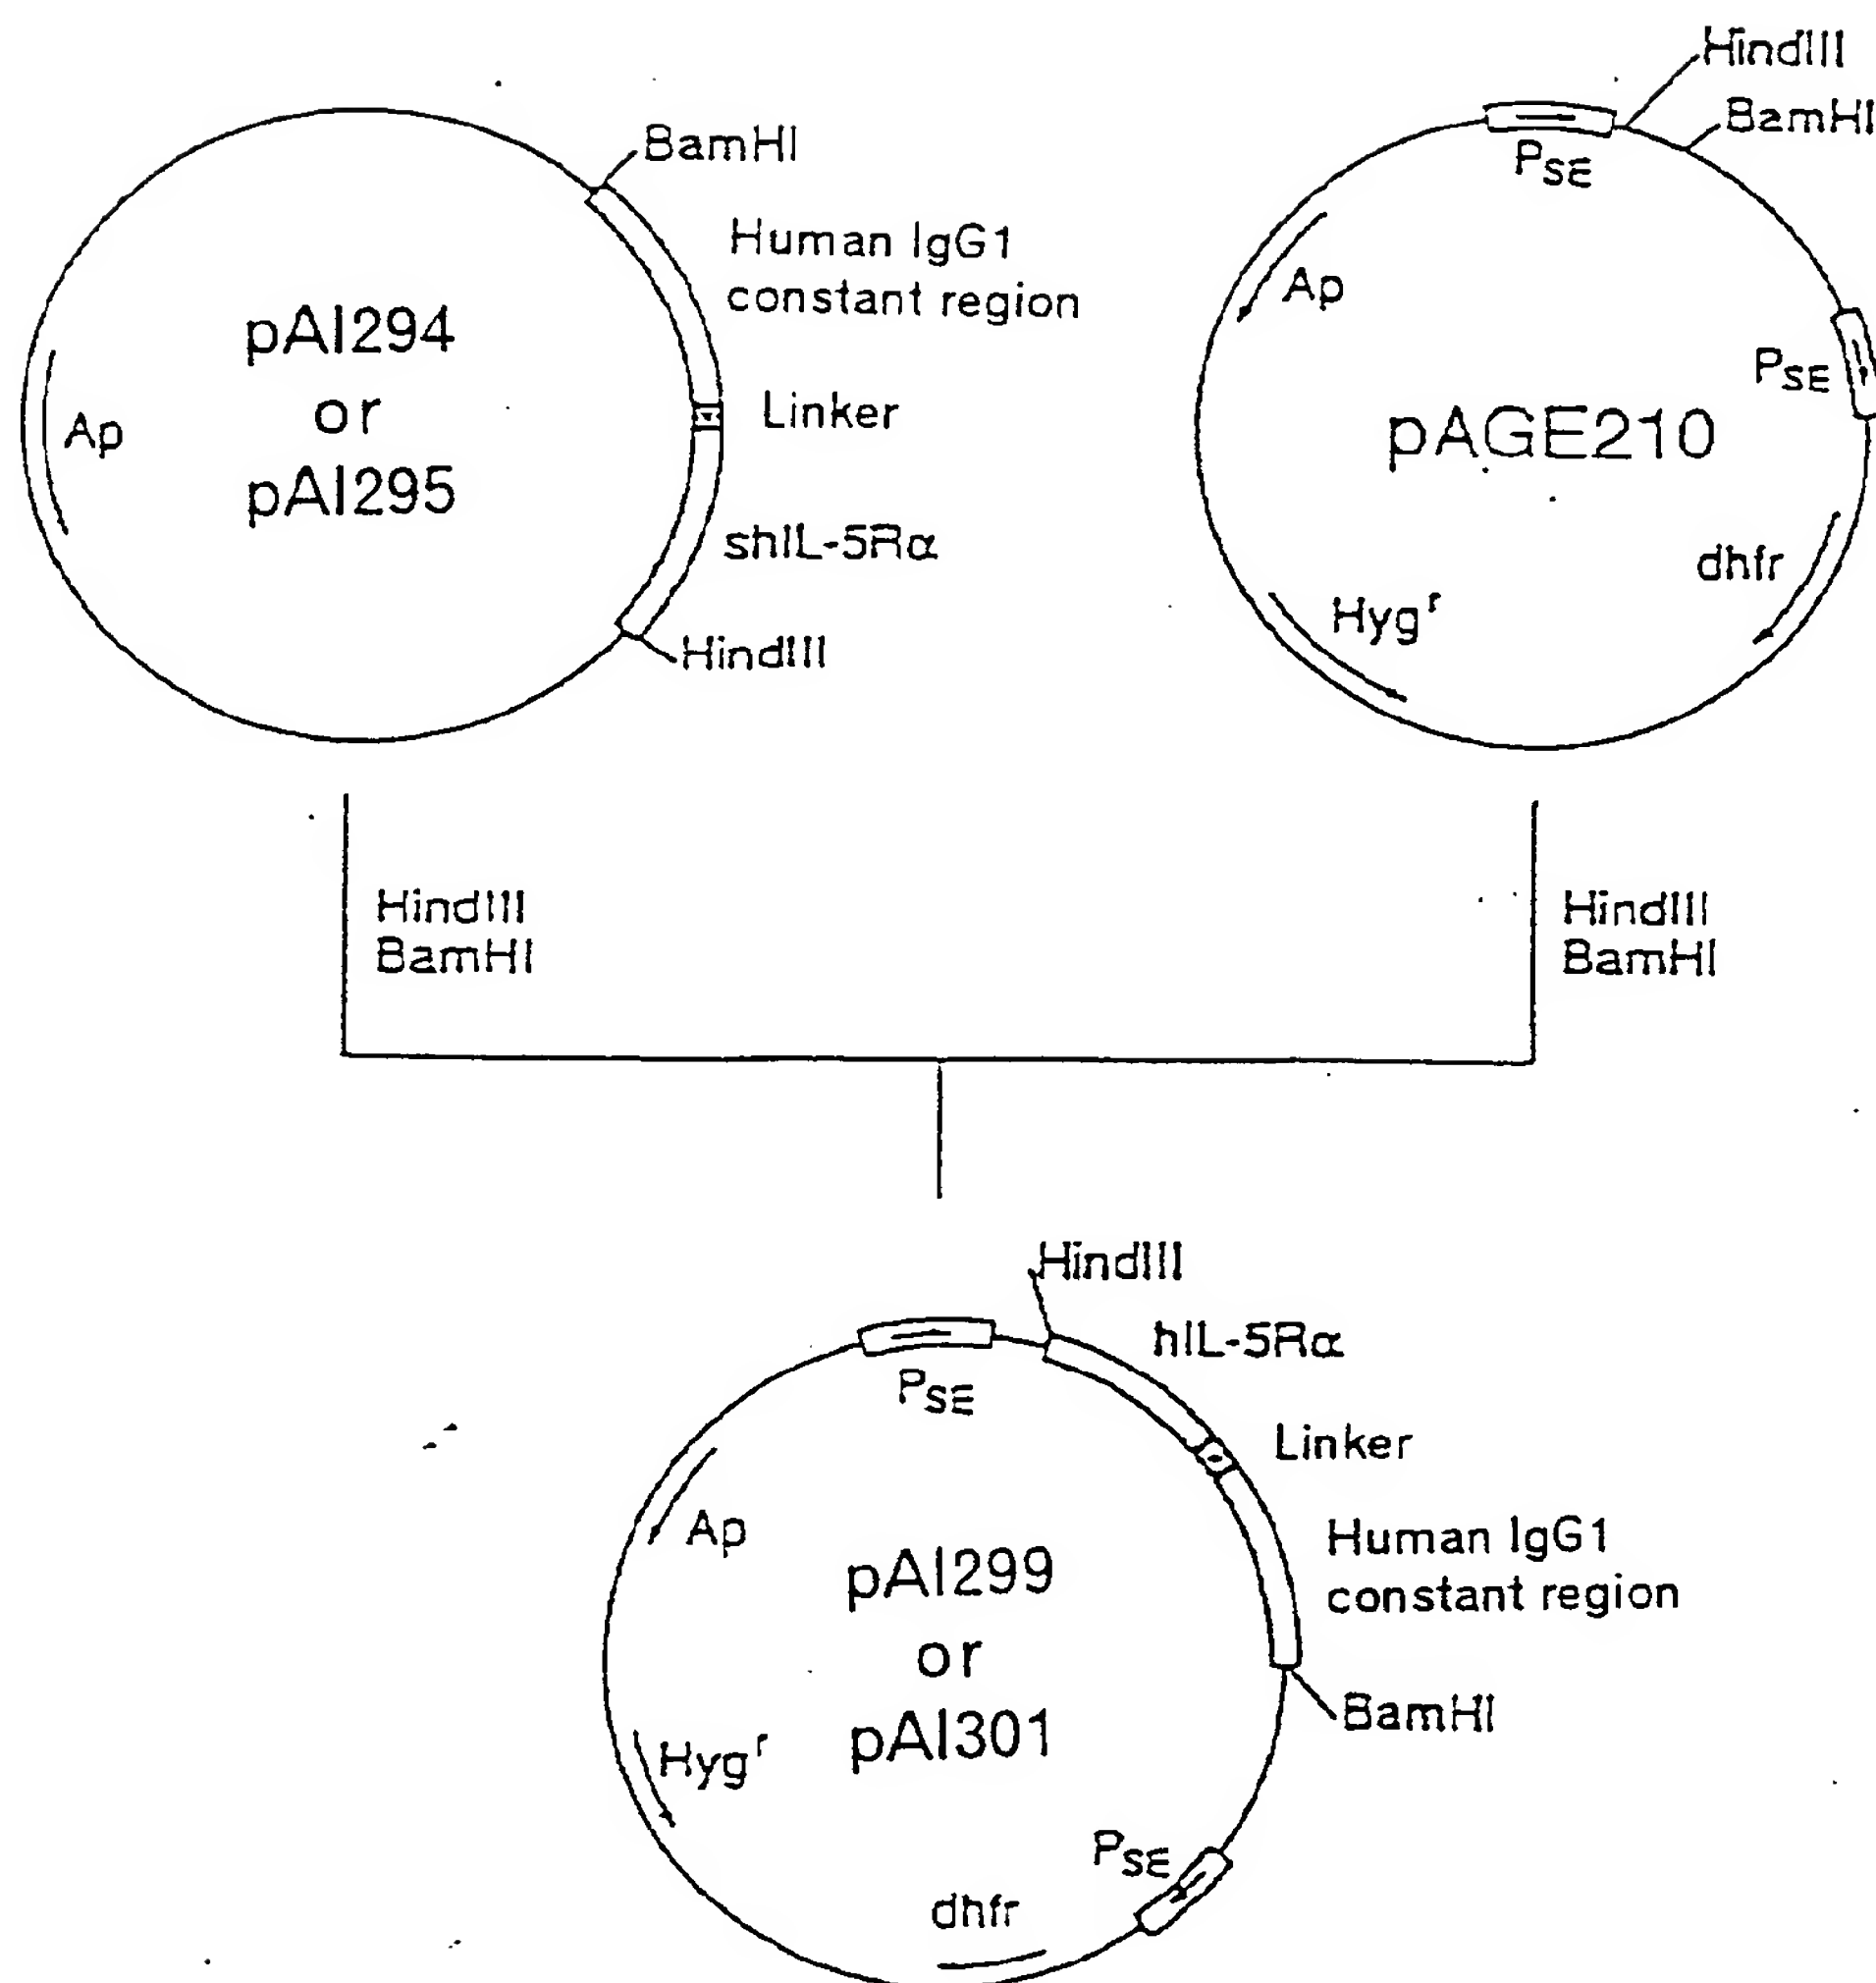 BamHI
Human IgG1
constant region
pAI294
or
pAI295
Ap
Linker
shIL-5Rα
HindIII
HindIII
BamHI
PSE
Ap
PSE
pAGE210
dhfr
Hygr
HindIII
BamHI
HindIII
BamHI
HindIII
hIL-5Rα
PSE
Linker
Ap
Human IgG1
constant region
pAI299
or
pAI301
BamHI
Hygr
PSE
dhfr